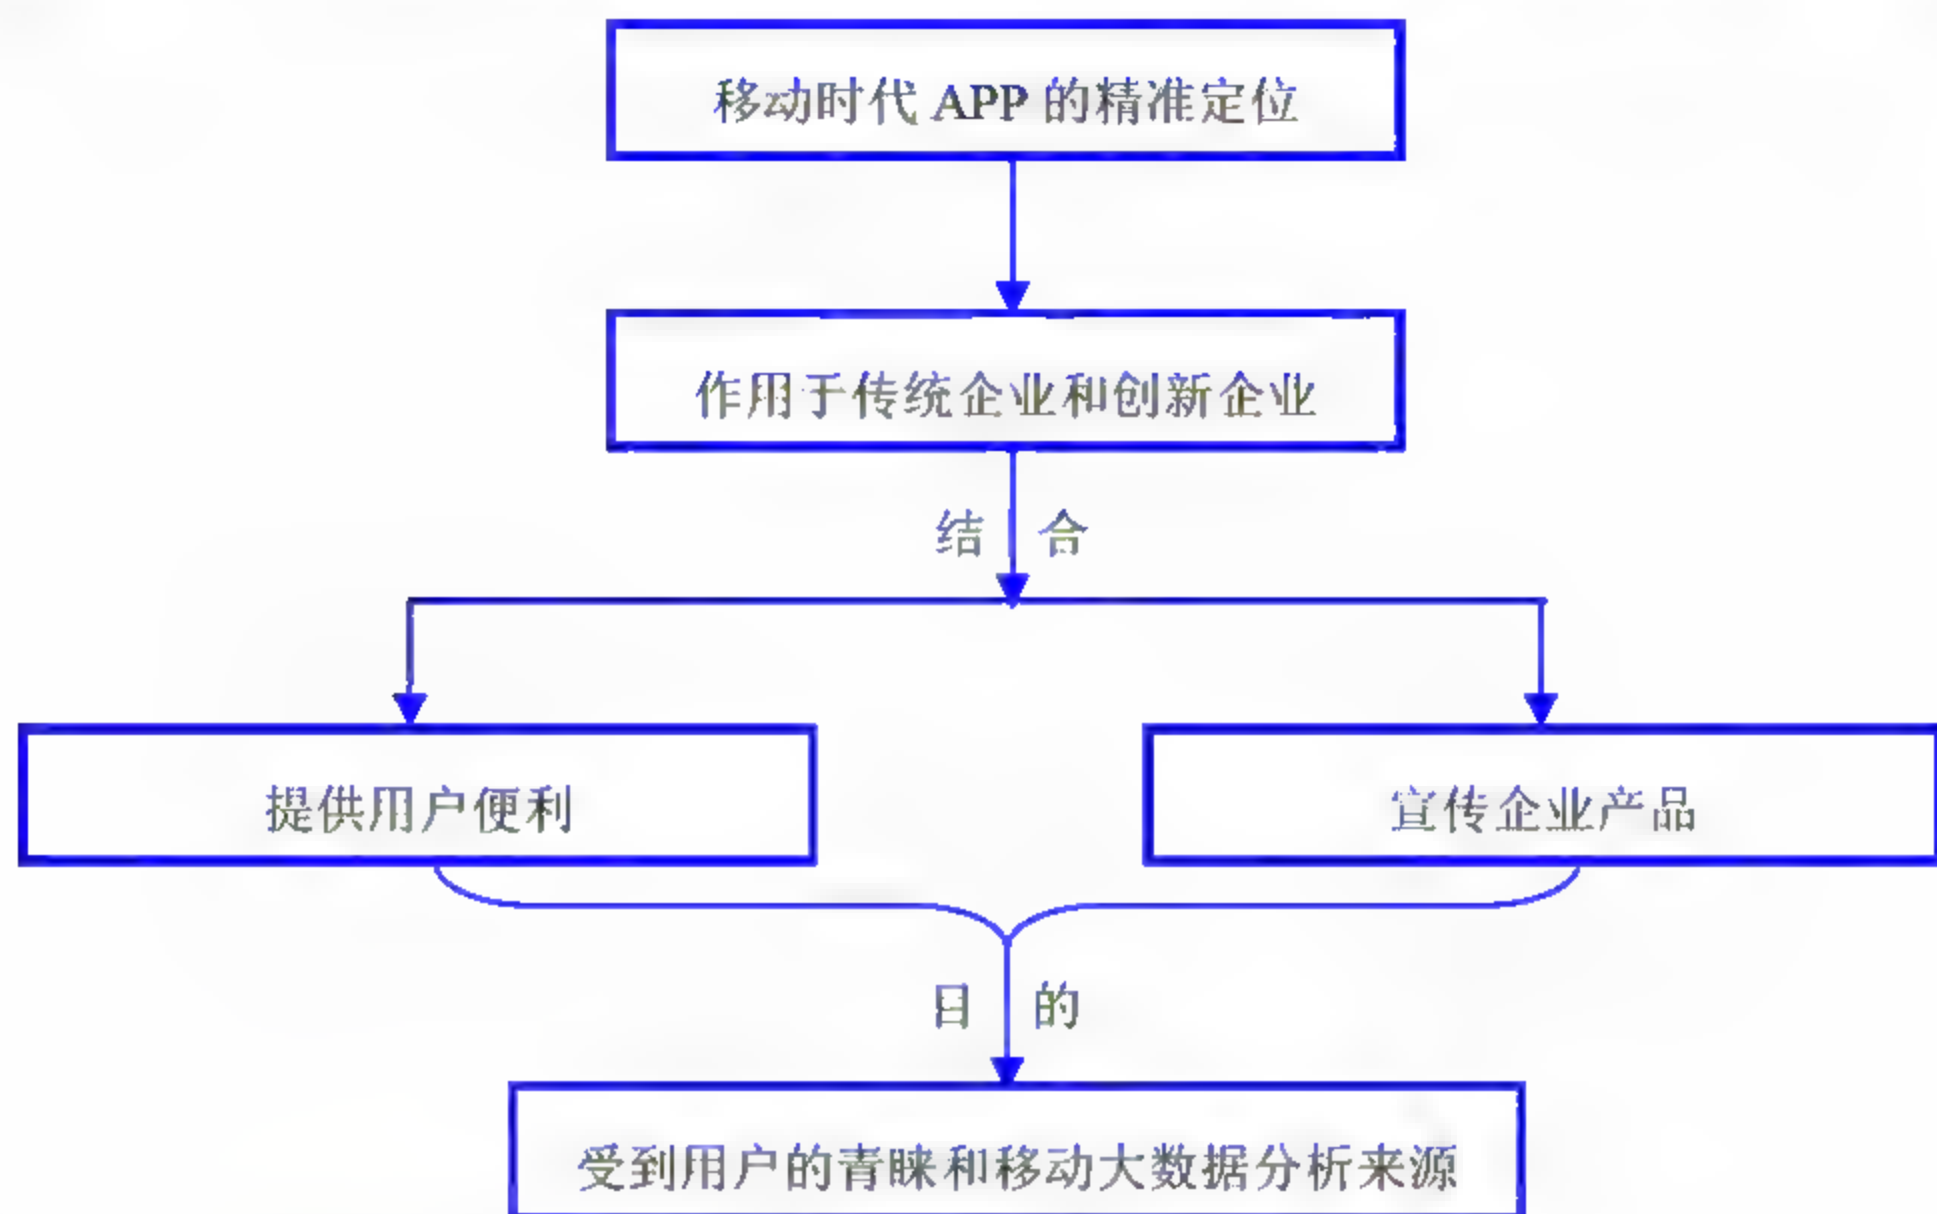 移动时代 APP 的精准定位
作用于传统企业和创新企业
结 合
提供用户便利
宣传企业产品
目 的
受到用户的青睐和移动大数据分析来源